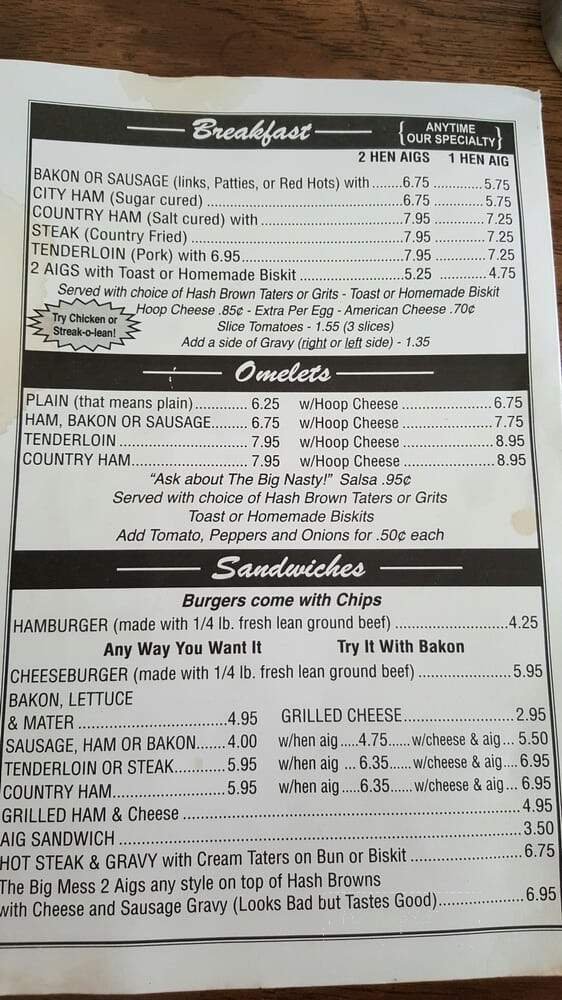 Breakfast
{ ANYTIME OUR SPECIALTY }
2 HEN AIGS 1 HEN AIG
BAKON OR SAUSAGE (links, Patties, or Red Hots) with ........6.75 .............5.75
CITY HAM (Sugar cured) ........6.75 .............5.75
COUNTRY HAM (Salt cured) with ........7.95 .............7.25
STEAK (Country Fried) ........7.95 .............7.25
TENDERLOIN (Pork) with 6.95........7.95 .............7.25
2 AIGS with Toast or Homemade Biskit ........5.25 .............4.75
Served with choice of Hash Brown Taters or Grits - Toast or Homemade Biskit
Hoop Cheese .85¢ - Extra Per Egg - American Cheese .70¢
Try Chicken or
Streak-o-lean!
Slice Tomatoes - 1.55 (3 slices)
Add a side of Gravy (right or left side) - 1.35
Omelets
PLAIN (that means plain)............. 6.25 w/Hoop Cheese ......................6.75
HAM, BAKON OR SAUSAGE....... 6.75 w/Hoop Cheese ......................7.75
TENDERLOIN........................... 7.95 w/Hoop Cheese ......................8.95
COUNTRY HAM........................ 7.95 w/Hoop Cheese ......................8.95
"Ask about The Big Nasty!" Salsa .95¢
Served with choice of Hash Brown Taters or Grits
Toast or Homemade Biskits
Add Tomato, Peppers and Onions for .50¢ each
Sandwiches
Burgers come with Chips
HAMBURGER (made with 1/4 lb. fresh lean ground beef) ............................4.25
Any Way You Want It Try It With Bakon
CHEESEBURGER (made with 1/4 lb. fresh lean ground beef) .......................5.95
BAKON, LETTUCE
& MATER ..............................4.95 GRILLED CHEESE.........................2.95
SAUSAGE, HAM OR BAKON.......4.00 w/hen aig .....4.75...... w/cheese & aig... 5.50
TENDERLOIN OR STEAK............5.95 w/hen aig ..... 6.35...... w/cheese & aig... 6.95
COUNTRY HAM.......................5.95 w/hen aig .....6.35...... w/cheese & aig... 6.95
GRILLED HAM & Cheese ..................................................4.95
AIG SANDWICH ..................................................3.50
HOT STEAK & GRAVY with Cream Taters on Bun or Biskit .......................6.75
The Big Mess 2 Aigs any style on top of Hash Browns
with Cheese and Sausage Gravy (Looks Bad but Tastes Good)..................6.95